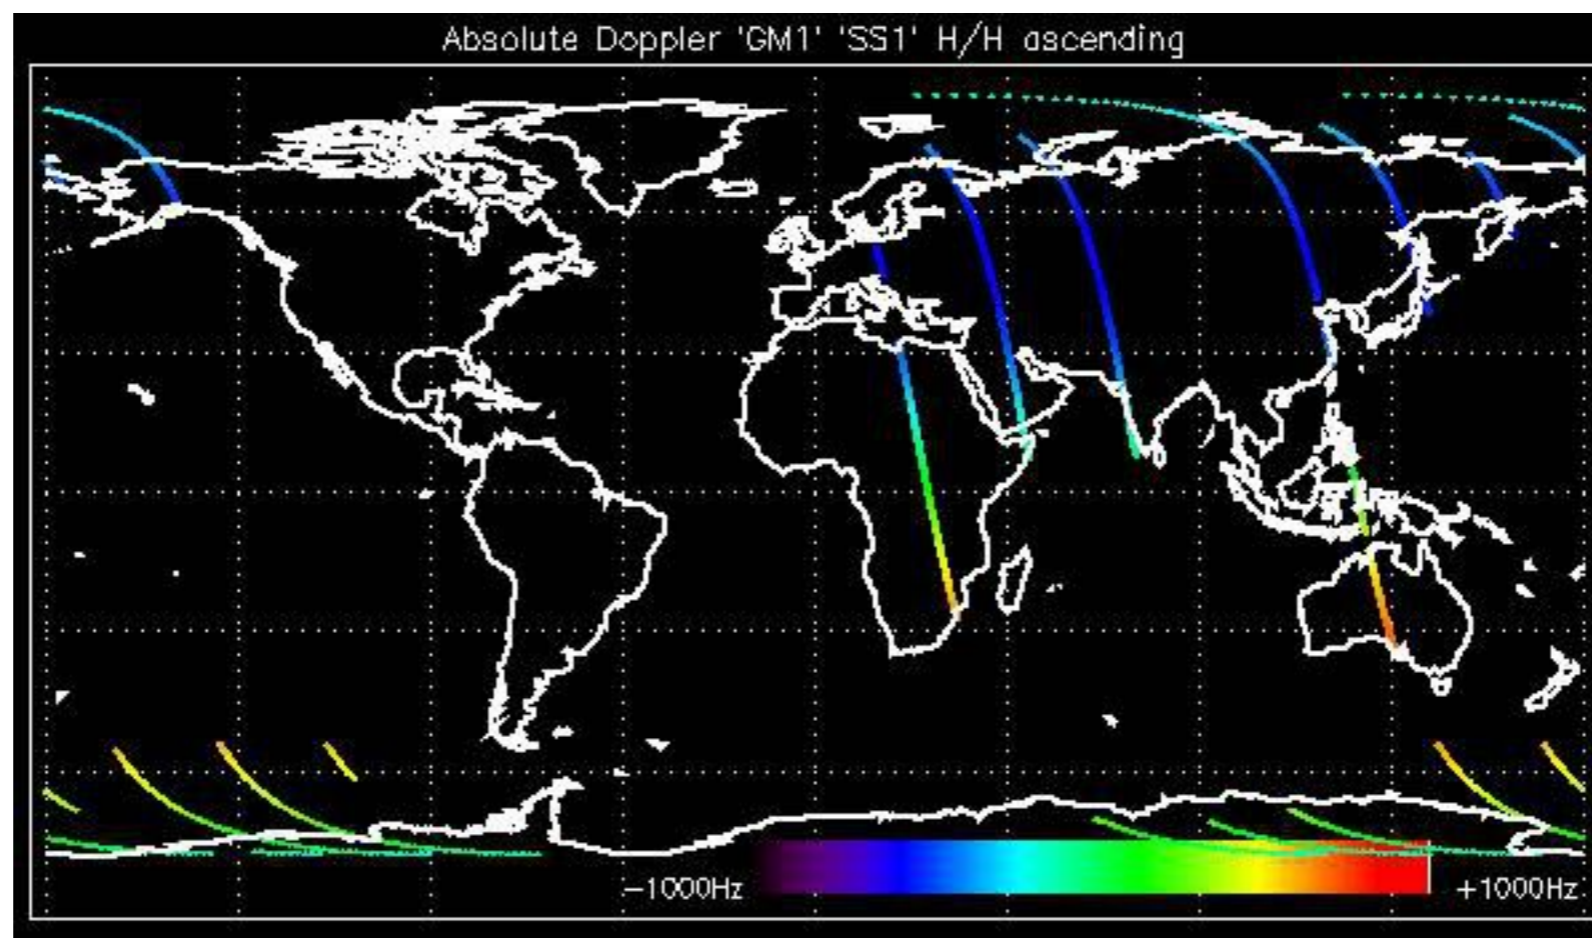 Absolute Doppler 'GM1' 'SS1' H/H ascending
−1000Hz
+1000Hz